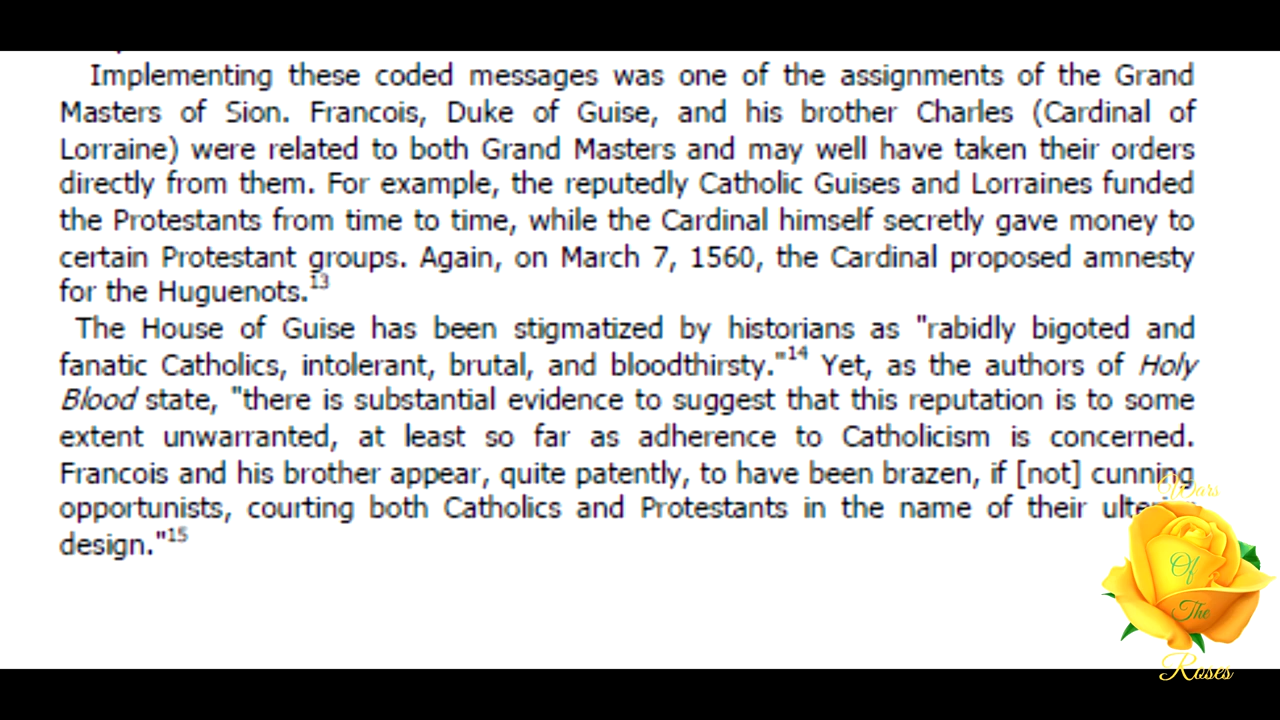 Implementing these coded messages was one of the assignments of the Grand
Masters of Sion. Francois, Duke of Guise, and his brother Charles (Cardinal of
Lorraine) were related to both Grand Masters and may well have taken their orders
directly from them. For example, the reputedly Catholic Guises and Lorraines funded
the Protestants from time to time, while the Cardinal himself secretly gave money to
certain Protestant groups. Again, on March 7, 1560, the Cardinal proposed amnesty
for the Huguenots.13
The House of Guise has been stigmatized by historians as "rabidly bigoted and
fanatic Catholics, intolerant, brutal, and bloodthirsty."14 Yet, as the authors of Holy
Blood state, "there is substantial evidence to suggest that this reputation is to some
extent unwarranted, at least so far as adherence to Catholicism is concerned.
Francois and his brother appear, quite patently, to have been brazen, if [not] cunning
opportunists, courting both Catholics and Protestants in the name of their
design."15
Wars
Of
The
Roses